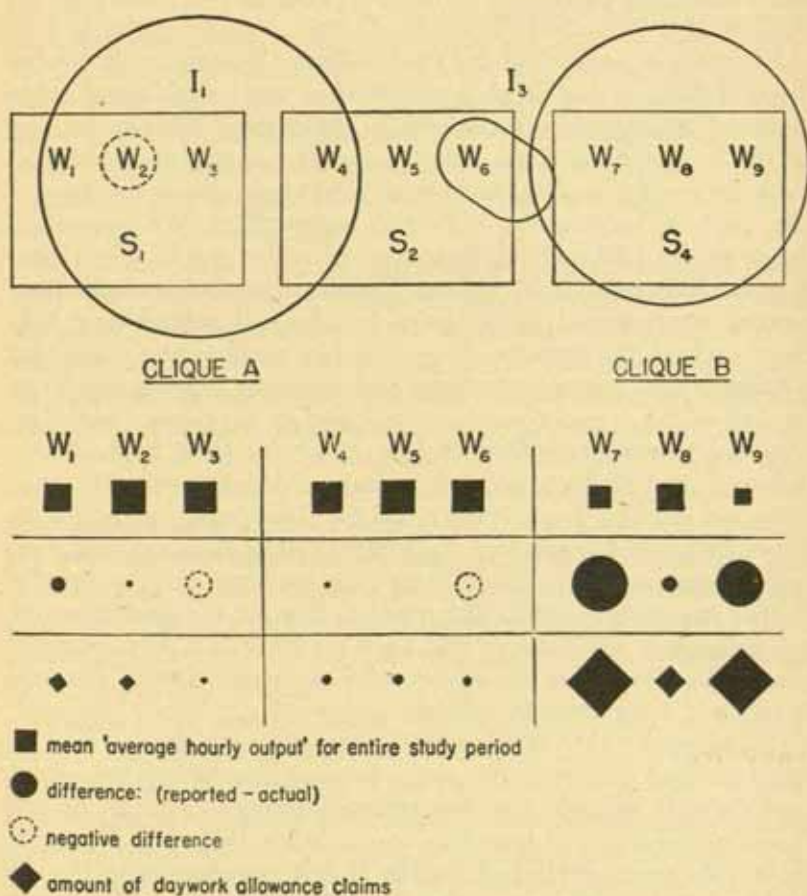 I₁ I₃
W₁ W₂ W₃ W₄ W₅ W₆ W₇ W₈ W₉
S₁ S₂ S₄
CLIQUE A CLIQUE B
W₁ W₂ W₃ W₄ W₅ W₆ W₇ W₈ W₉
mean 'average hourly output' for entire study period
difference: (reported - actual)
negative difference
amount of daywork allowance claims